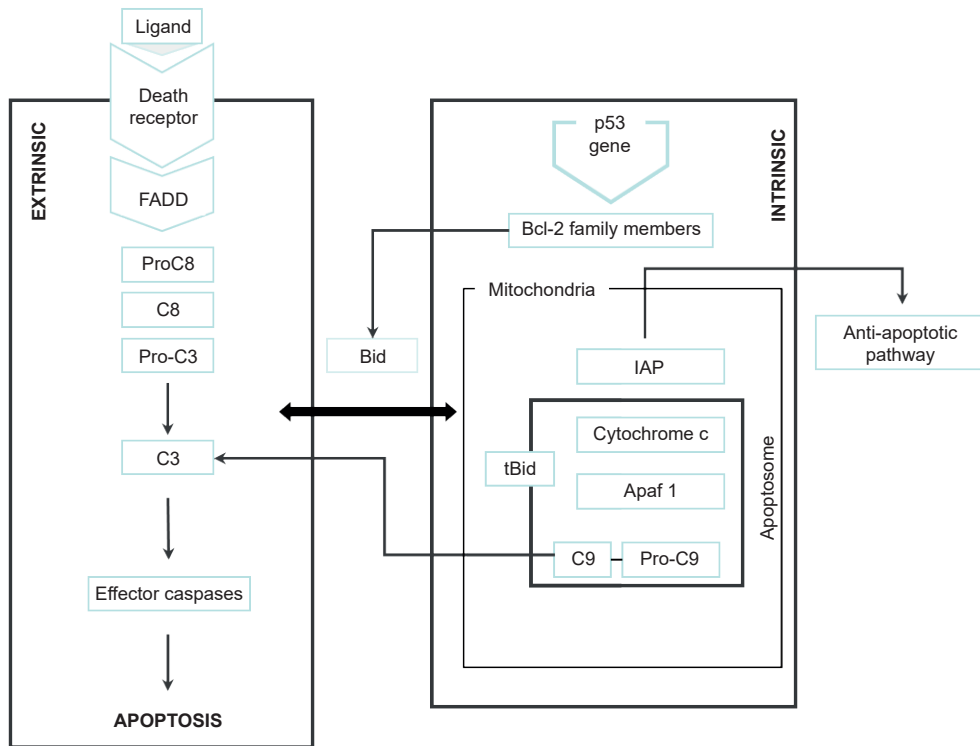 Ligand
Death
receptor
EXTRINSIC
FADD
ProC8
C8
Pro-C3
C3
Effector caspases
APOPTOSIS
Bid
p53
gene
INTRINSIC
Bcl-2 family members
Mitochondria
IAP
Cytochrome c
tBid
Apaf 1
Apoptosome
C9
Pro-C9
Anti-apoptotic
pathway